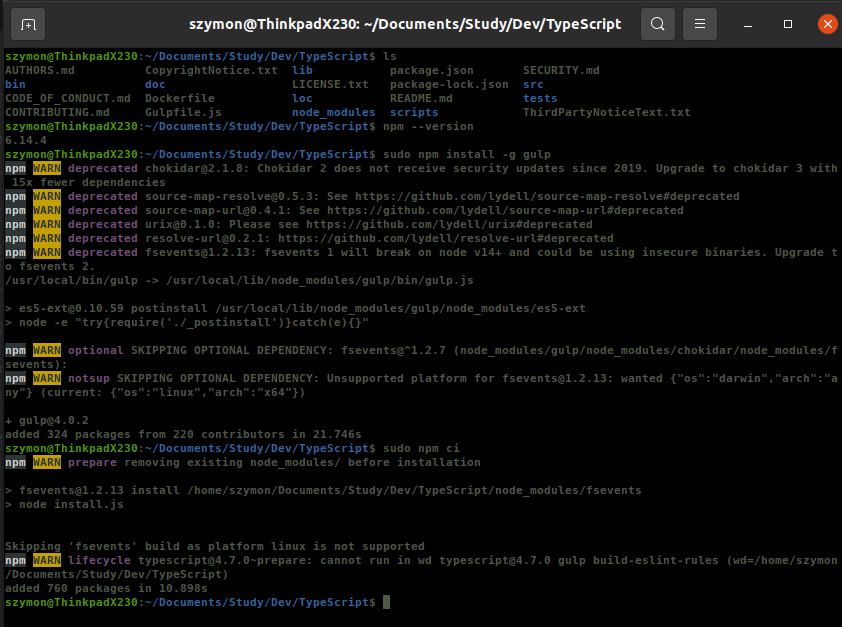 szymon@ThinkpadX230: ~/Documents/Study/Dev/TypeScript
szymon@ThinkpadX230:~/Documents/Study/Dev/TypeScript$ ls
AUTHORS.md CopyrightNotice.txt lib package.json SECURITY.md
bin doc LICENSE.txt package-lock.json src
CODE_OF_CONDUCT.md Dockerfile loc README.md tests
CONTRIBUTING.md Gulpfile.js node_modules scripts ThirdPartyNoticeText.txt
szymon@ThinkpadX230:~/Documents/Study/Dev/TypeScript$ npm --version
6.14.4
szymon@ThinkpadX230:~/Documents/Study/Dev/TypeScript$ sudo npm install -g gulp
npm WARN deprecated chokidar@2.1.8: Chokidar 2 does not receive security updates since 2019. Upgrade to chokidar 3 with
 15x fewer dependencies
npm WARN deprecated source-map-resolve@0.5.3: See https://github.com/lydell/source-map-resolve#deprecated
npm WARN deprecated source-map-url@0.4.1: See https://github.com/lydell/source-map-url#deprecated
npm WARN deprecated urix@0.1.0: Please see https://github.com/lydell/urix#deprecated
npm WARN deprecated resolve-url@0.2.1: https://github.com/lydell/resolve-url#deprecated
npm WARN deprecated fsevents@1.2.13: fsevents 1 will break on node v14+ and could be using insecure binaries. Upgrade t
o fsevents 2.
/usr/local/bin/gulp -> /usr/local/lib/node_modules/gulp/bin/gulp.js
> es5-ext@0.10.59 postinstall /usr/local/lib/node_modules/gulp/node_modules/es5-ext
> node -e "try{require('./_postinstall')}catch(e){}"
npm WARN optional SKIPPING OPTIONAL DEPENDENCY: fsevents@^1.2.7 (node_modules/gulp/node_modules/chokidar/node_modules/f
sevents):
npm WARN notsup SKIPPING OPTIONAL DEPENDENCY: Unsupported platform for fsevents@1.2.13: wanted {"os":"darwin","arch":"a
ny"} (current: {"os":"linux","arch":"x64"})
+ gulp@4.0.2
added 324 packages from 220 contributors in 21.746s
szymon@ThinkpadX230:~/Documents/Study/Dev/TypeScript$ sudo npm ci
npm WARN prepare removing existing node_modules/ before installation
> fsevents@1.2.13 install /home/szymon/Documents/Study/Dev/TypeScript/node_modules/fsevents
> node install.js
Skipping 'fsevents' build as platform linux is not supported
npm WARN lifecycle typescript@4.7.0~prepare: cannot run in wd typescript@4.7.0 gulp build-eslint-rules (wd=/home/szymon
/Documents/Study/Dev/TypeScript)
added 760 packages in 10.898s
szymon@ThinkpadX230:~/Documents/Study/Dev/TypeScript$